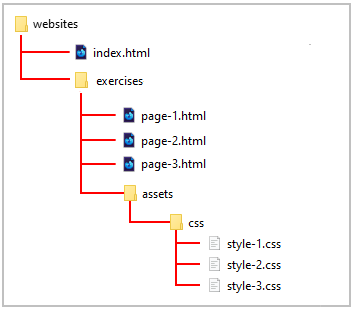 websites
index.html
exercises
page-1.html
page-2.html
page-3.html
assets
css
style-1.css
style-2.css
style-3.css